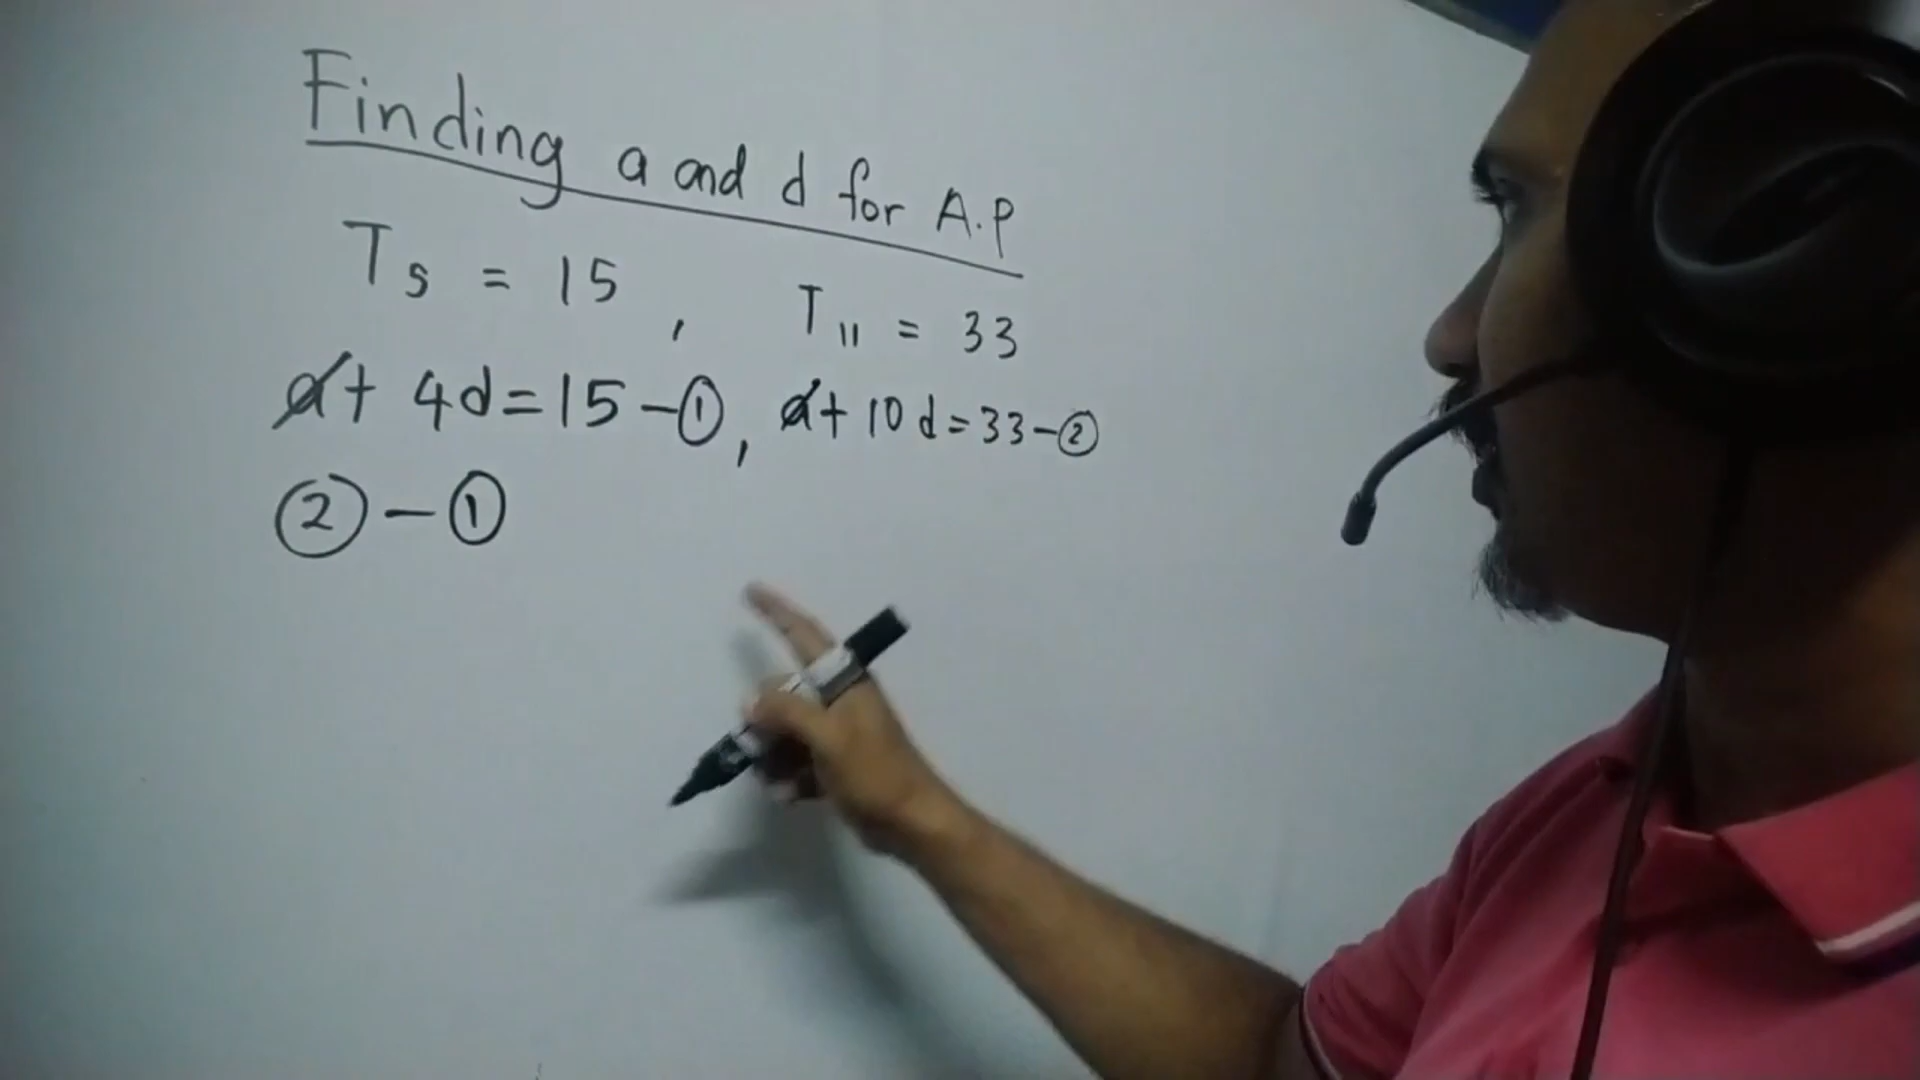 Finding a and d for A.P
T5 = 15 , T11 = 33
a + 4d = 15 - ① , a + 10d = 33 - ②
② - ①